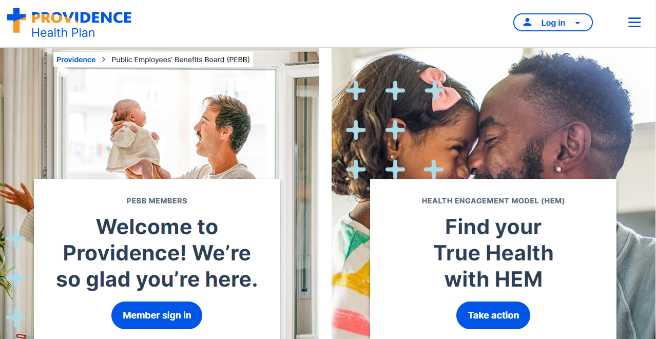 PROVIDENCE
Health Plan
Log in
Providence > Public Employees' Benefits Board (PEBB)
PEBB MEMBERS
Welcome to
Providence! We're
so glad you're here.
Member sign in
HEALTH ENGAGEMENT MODEL (HEM)
Find your
True Health
with HEM
Take action